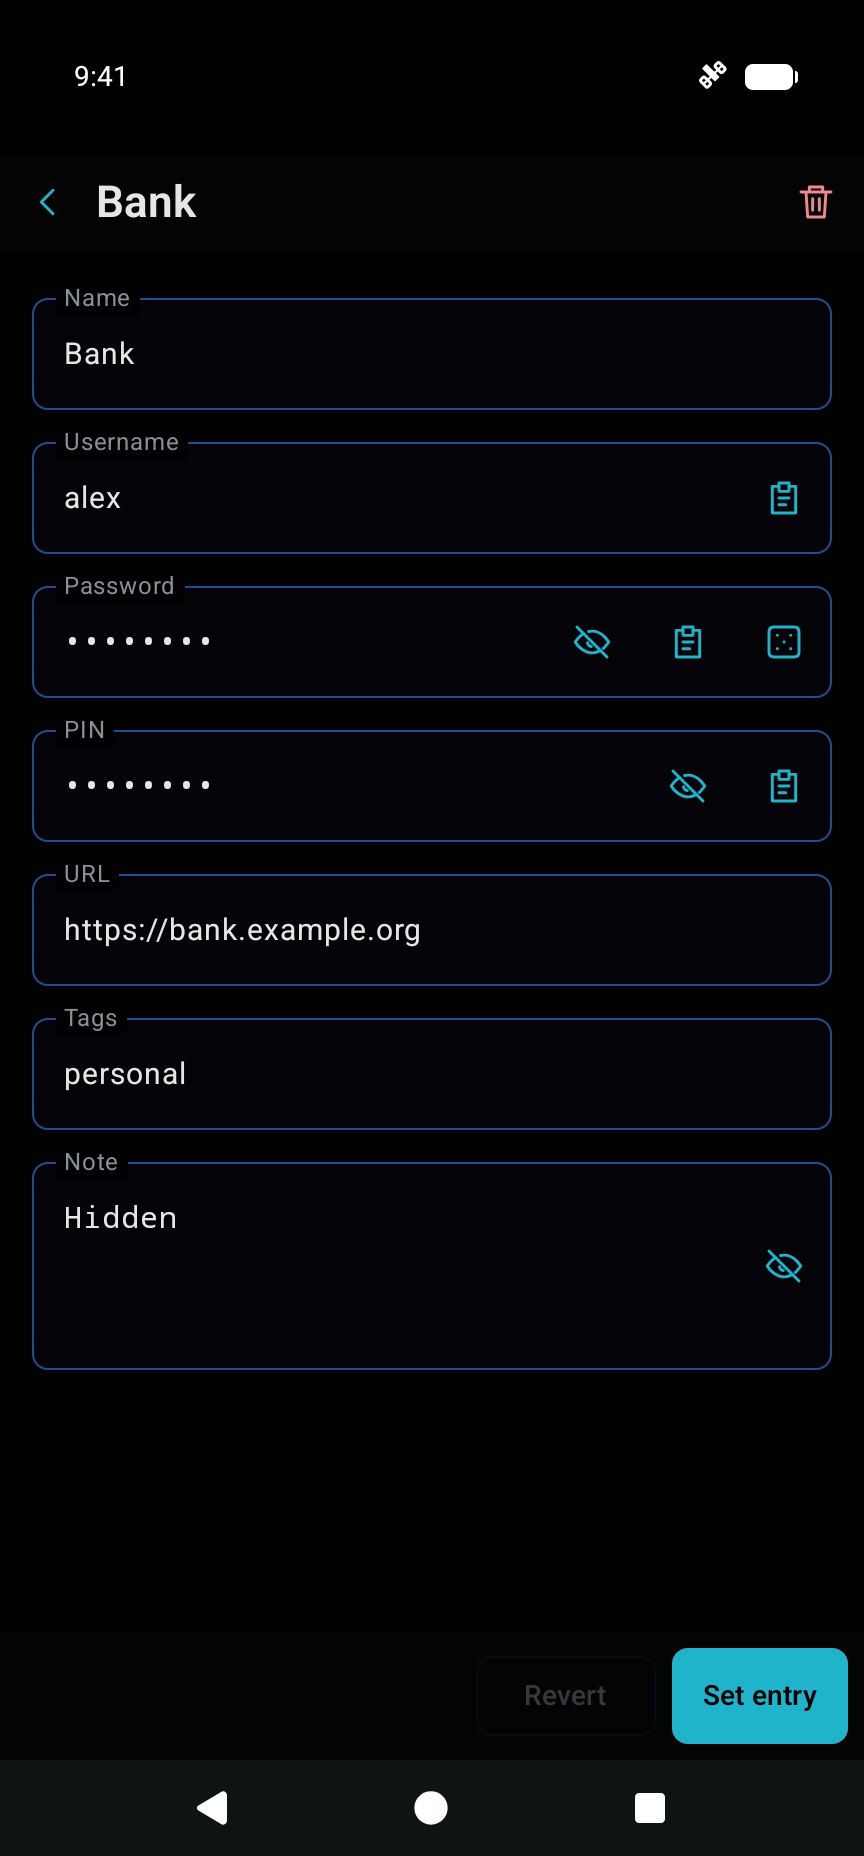 9:41
Bank
Name
Bank
Username
alex
Password
••••••••
PIN
••••••••
URL
https://bank.example.org
Tags
personal
Note
Hidden
Revert
Set entry